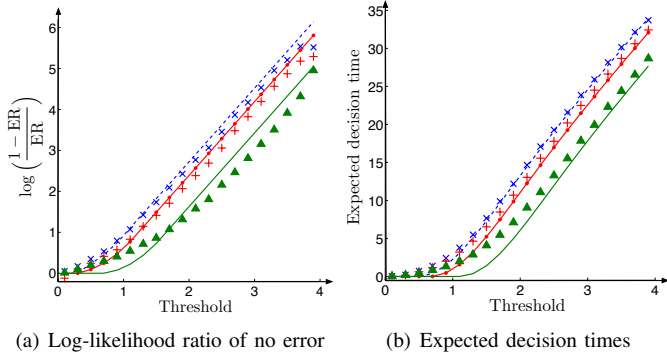 6
5
4
3
2
1
0
log ( (1 − ER) / ER )
0 1 2 3 4
Threshold
(a) Log-likelihood ratio of no error
35
30
25
20
15
10
5
0
Expected decision time
0 1 2 3 4
Threshold
(b) Expected decision times